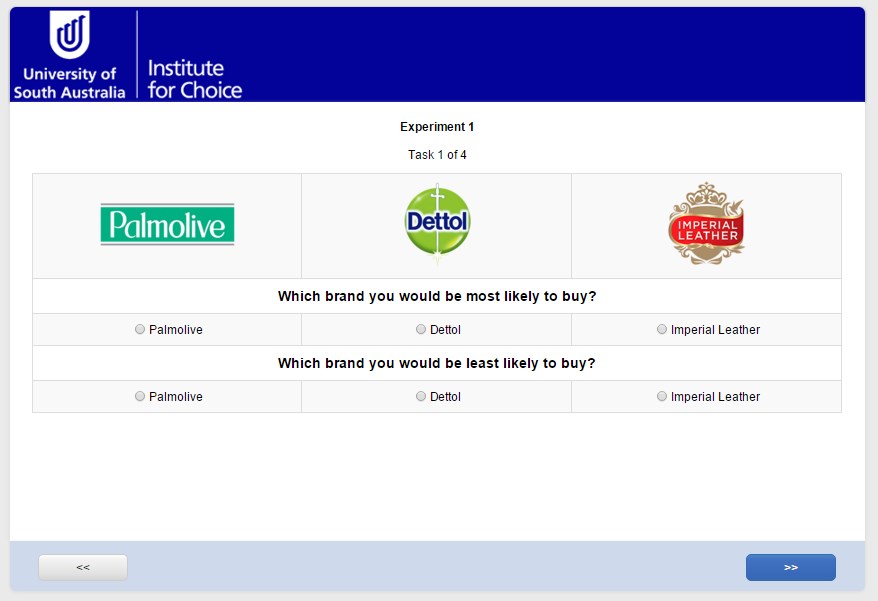 University of
South Australia
Institute
for Choice
Experiment 1
Task 1 of 4
Palmolive
Dettol
IMPERIAL
LEATHER
Which brand you would be most likely to buy?
Palmolive
Dettol
Imperial Leather
Which brand you would be least likely to buy?
Palmolive
Dettol
Imperial Leather
<<
>>